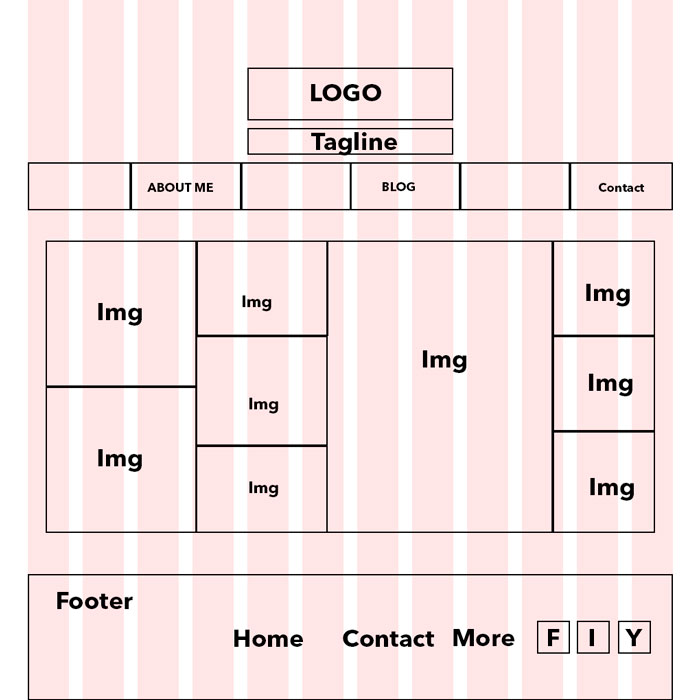 LOGO
Tagline
ABOUT ME
BLOG
Contact
Img
Img
Img
Img
Img
Img
Img
Img
Img
Footer
Home
Contact
More
F
I
Y